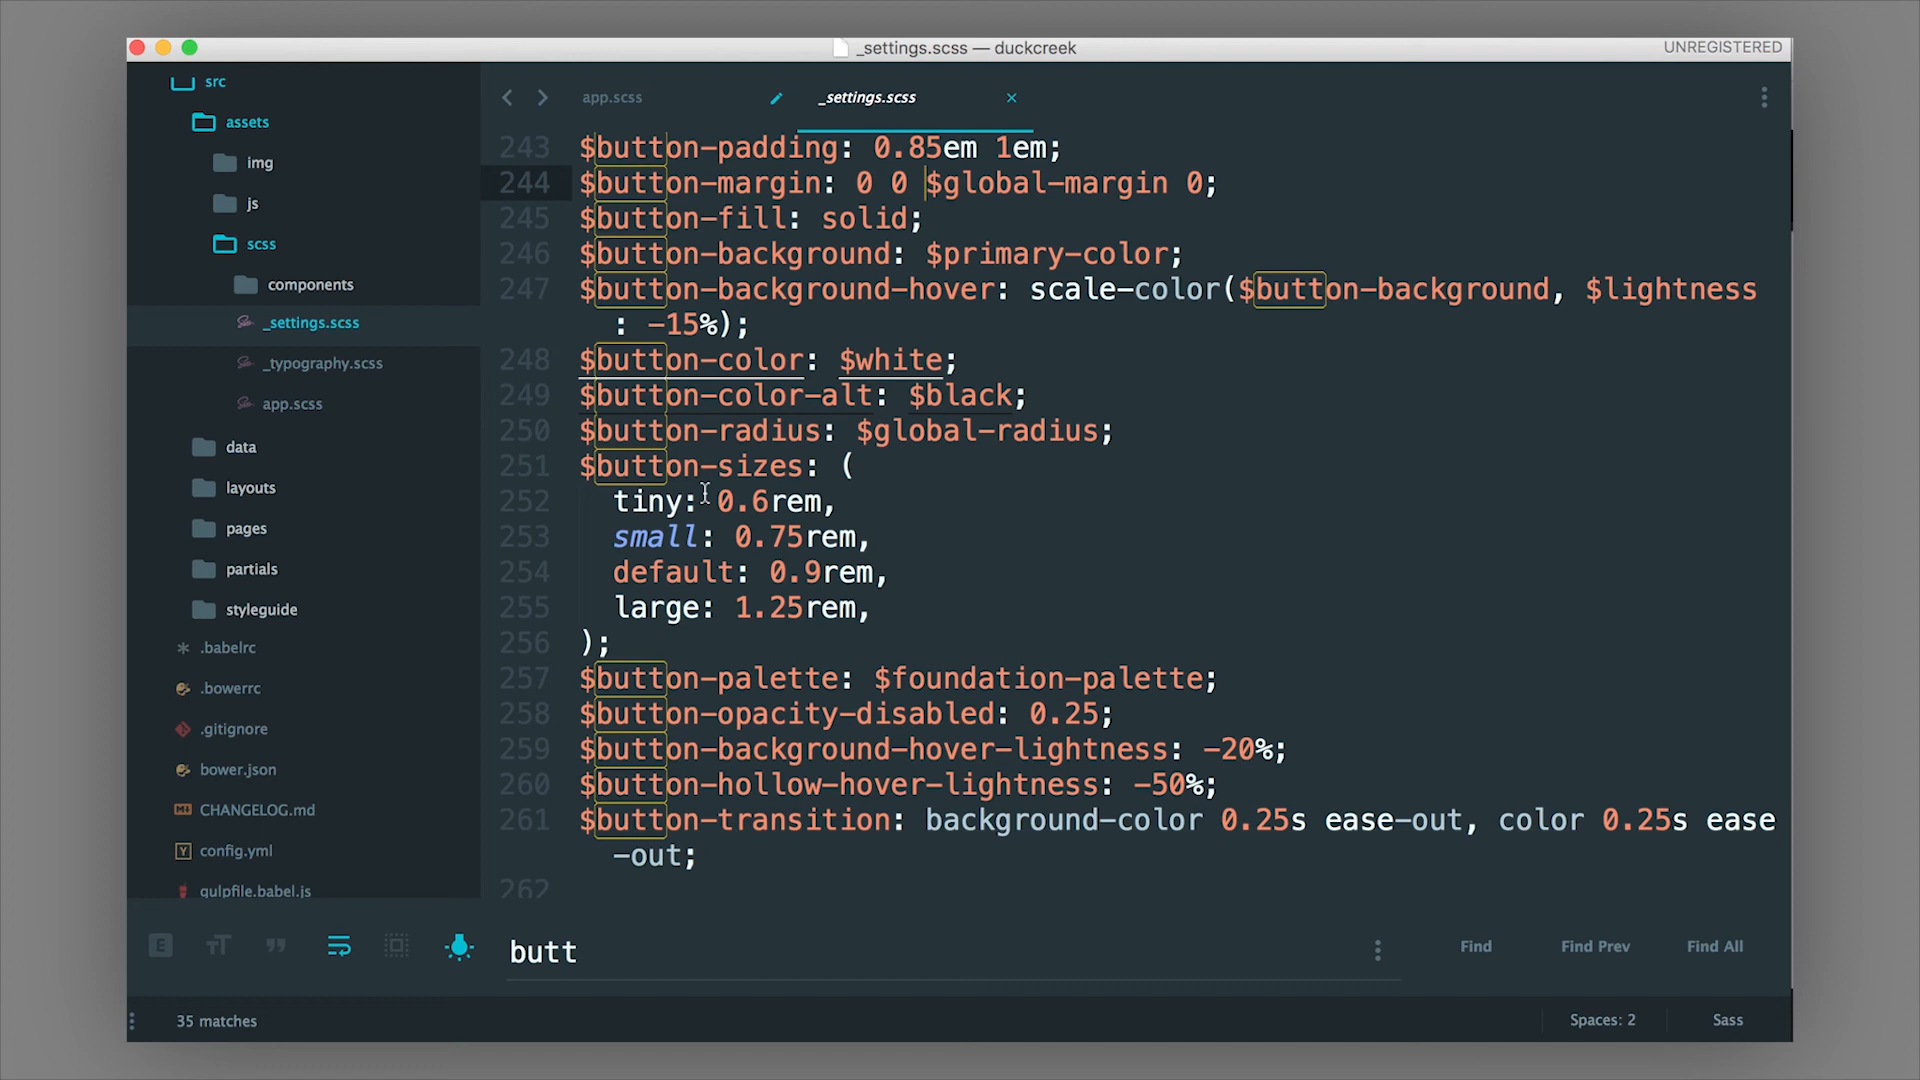 _settings.scss — duckcreek
UNREGISTERED
src
assets
img
js
scss
components
_settings.scss
_typography.scss
app.scss
data
layouts
pages
partials
styleguide
.babelrc
.bowerrc
.gitignore
bower.json
CHANGELOG.md
config.yml
gulpfile.babel.js
app.scss
_settings.scss
243 $button-padding: 0.85em 1em;
244 $button-margin: 0 0 $global-margin 0;
245 $button-fill: solid;
246 $button-background: $primary-color;
247 $button-background-hover: scale-color($button-background, $lightness
: -15%);
248 $button-color: $white;
249 $button-color-alt: $black;
250 $button-radius: $global-radius;
251 $button-sizes: (
252 tiny: 0.6rem,
253 small: 0.75rem,
254 default: 0.9rem,
255 large: 1.25rem,
256 );
257 $button-palette: $foundation-palette;
258 $button-opacity-disabled: 0.25;
259 $button-background-hover-lightness: -20%;
260 $button-hollow-hover-lightness: -50%;
261 $button-transition: background-color 0.25s ease-out, color 0.25s ease
-out;
262
butt
Find
Find Prev
Find All
35 matches
Spaces: 2
Sass